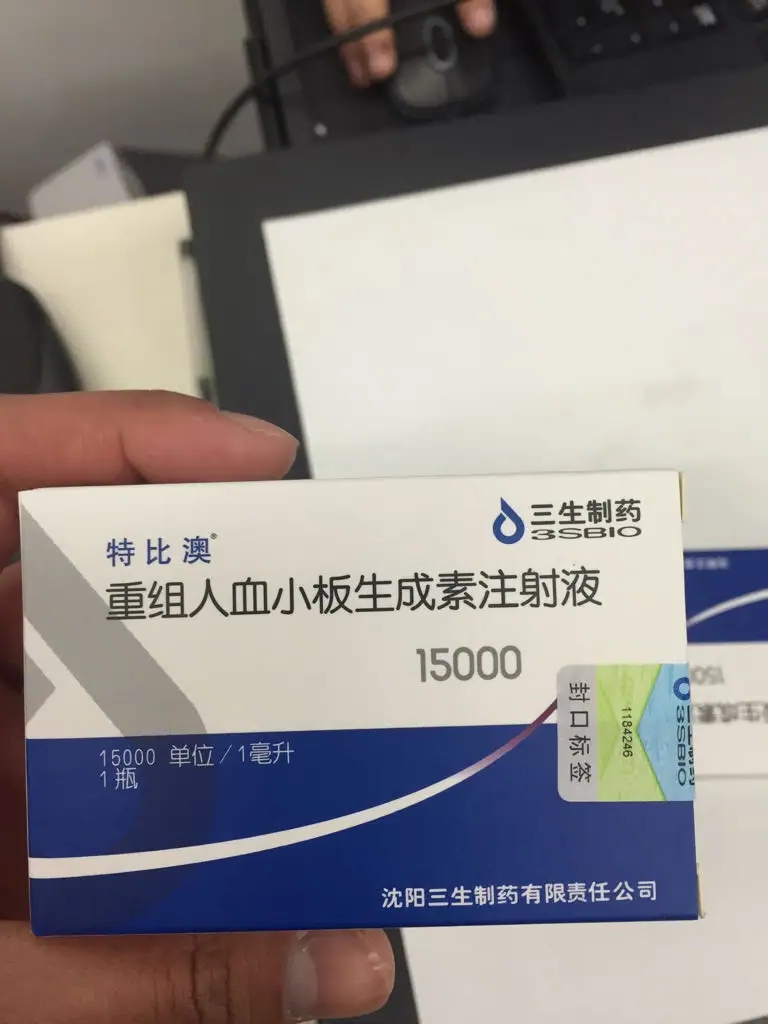 三生制药
3SBIO
特比澳®
重组人血小板生成素注射液
15000
15000 单位/1毫升
1瓶
封口标签
1184246
3SBIO
沈阳三生制药有限责任公司